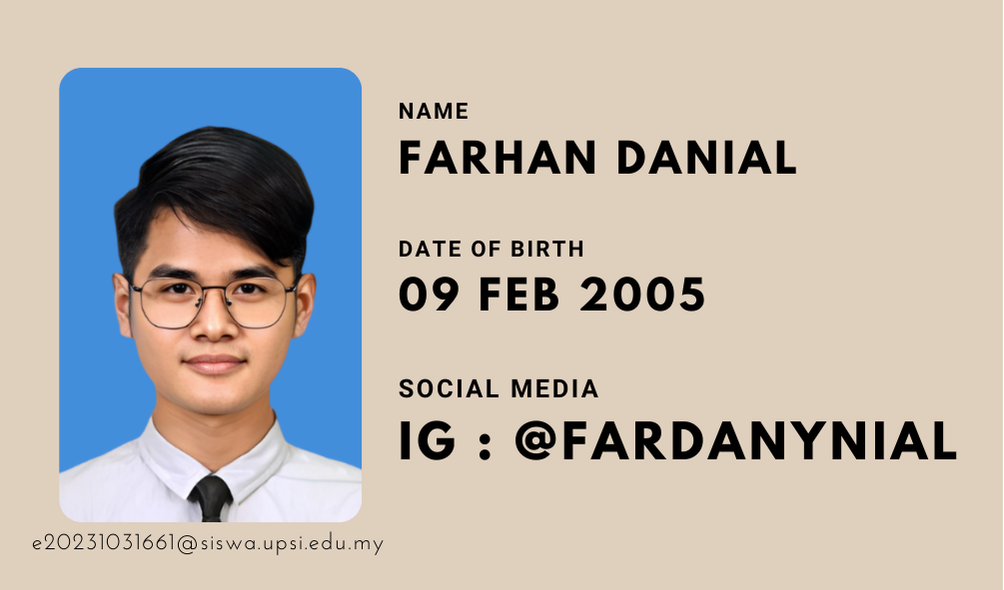 NAME
FARHAN DANIAL
DATE OF BIRTH
09 FEB 2005
SOCIAL MEDIA
IG : @FARDANYNIAL
e20231031661@siswa.upsi.edu.my